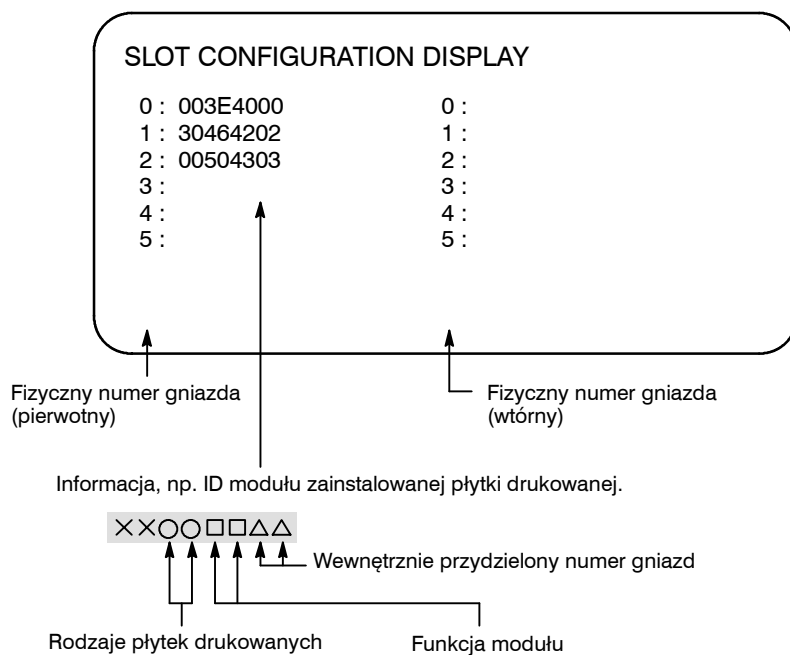 SLOT CONFIGURATION DISPLAY
0 : 003E4000 0 :
1 : 30464202 1 :
2 : 00504303 2 :
3 : 3 :
4 : 4 :
5 : 5 :
Fizyczny numer gniazda
(pierwotny)
Fizyczny numer gniazda
(wtórny)
Informacja, np. ID modułu zainstalowanej płytki drukowanej.
××○○□□△△
Wewnętrznie przydzielony numer gniazd
Rodzaje płytek drukowanych
Funkcja modułu